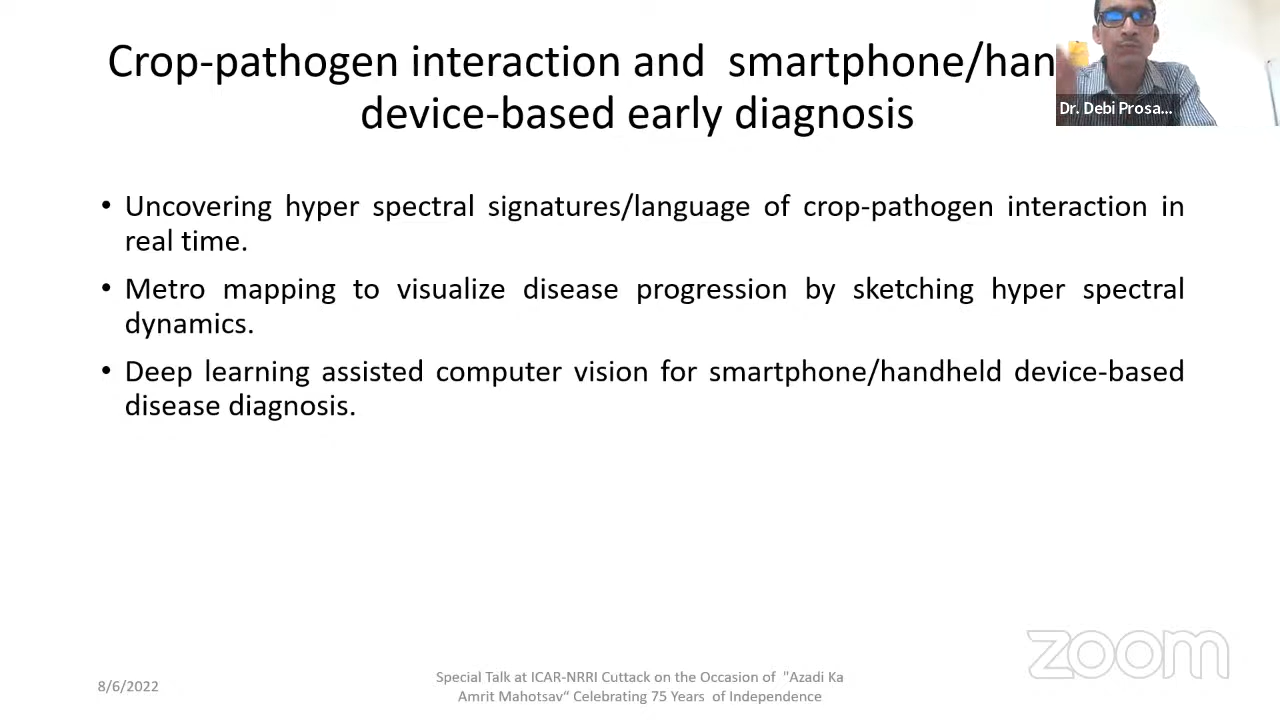 Crop-pathogen interaction and smartphone/han
device-based early diagnosis
Dr. Debi Prosa...
• Uncovering hyper spectral signatures/language of crop-pathogen interaction in
real time.
• Metro mapping to visualize disease progression by sketching hyper spectral
dynamics.
• Deep learning assisted computer vision for smartphone/handheld device-based
disease diagnosis.
zoom
8/6/2022
Special Talk at ICAR-NRRI Cuttack on the Occasion of "Azadi Ka
Amrit Mahotsav“ Celebrating 75 Years of Independence